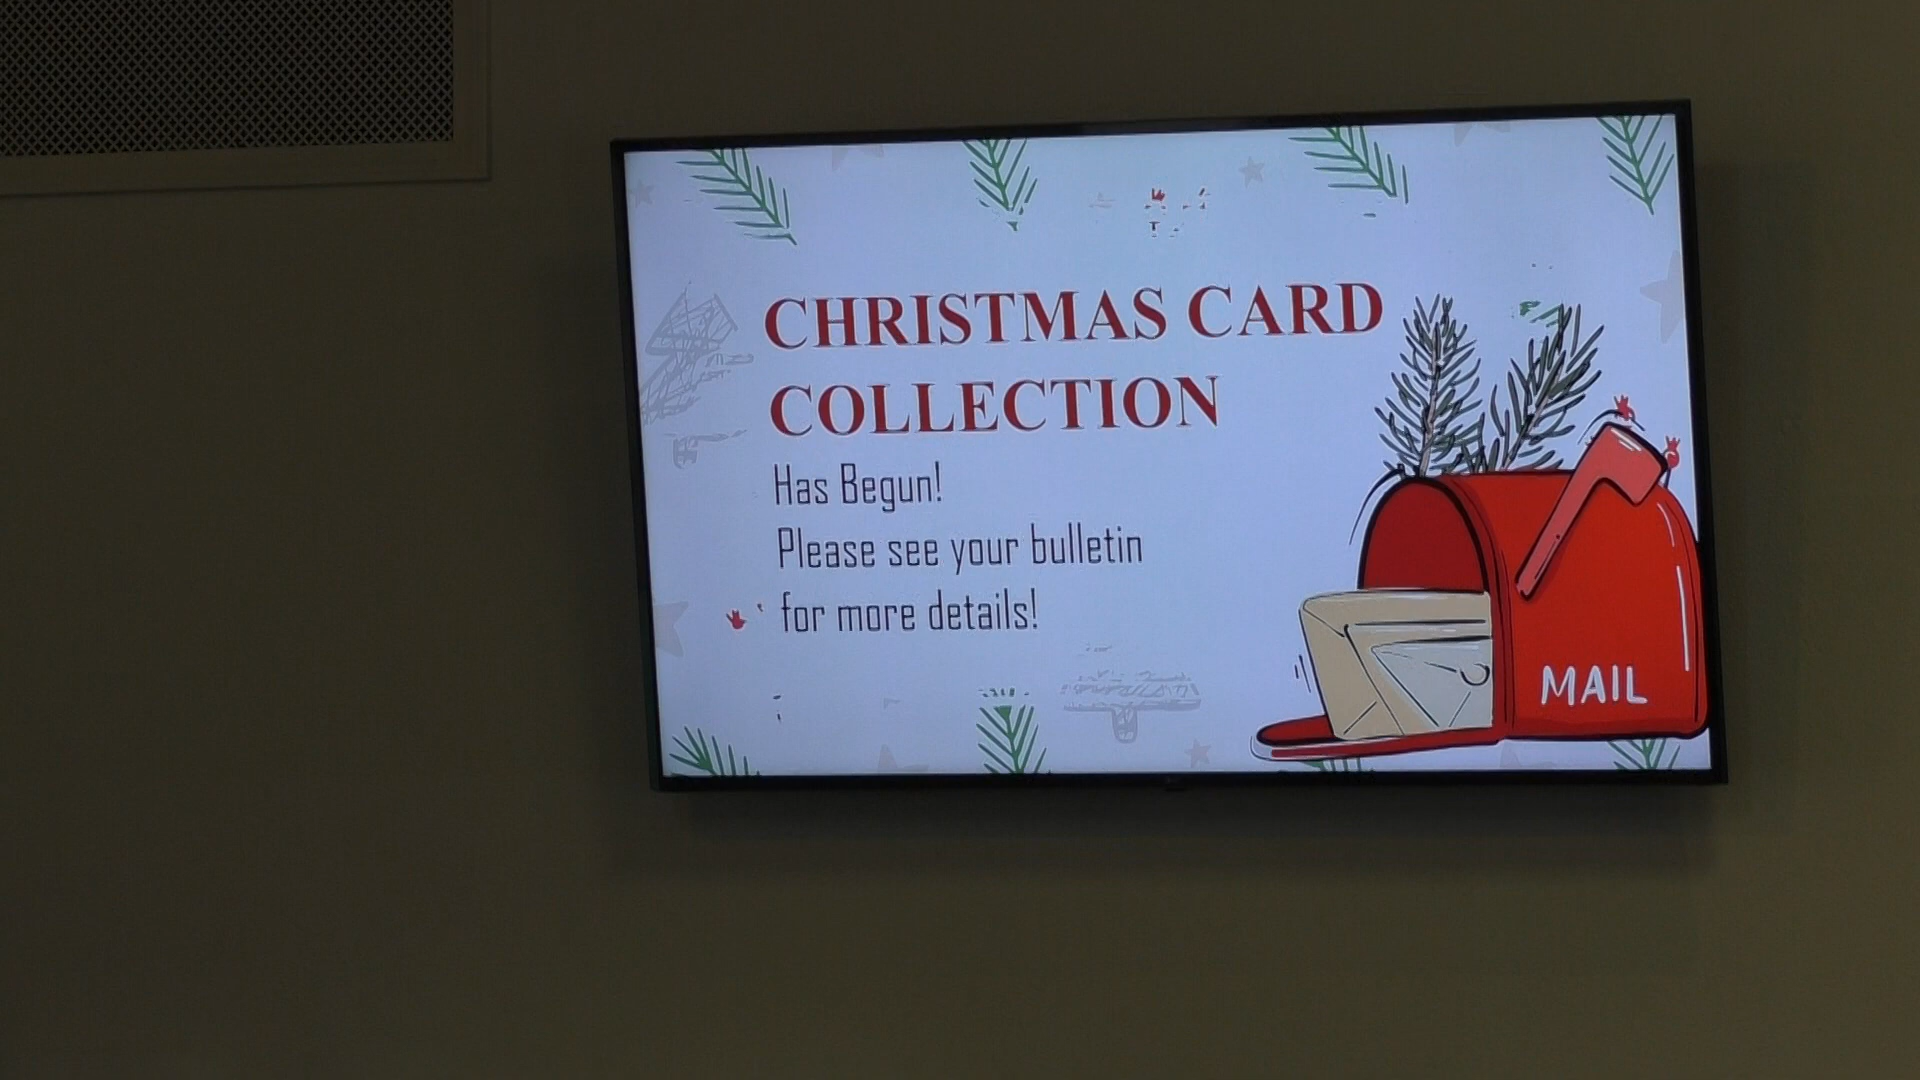 CHRISTMAS CARD
COLLECTION
Has Begun!
Please see your bulletin
for more details!
MAIL